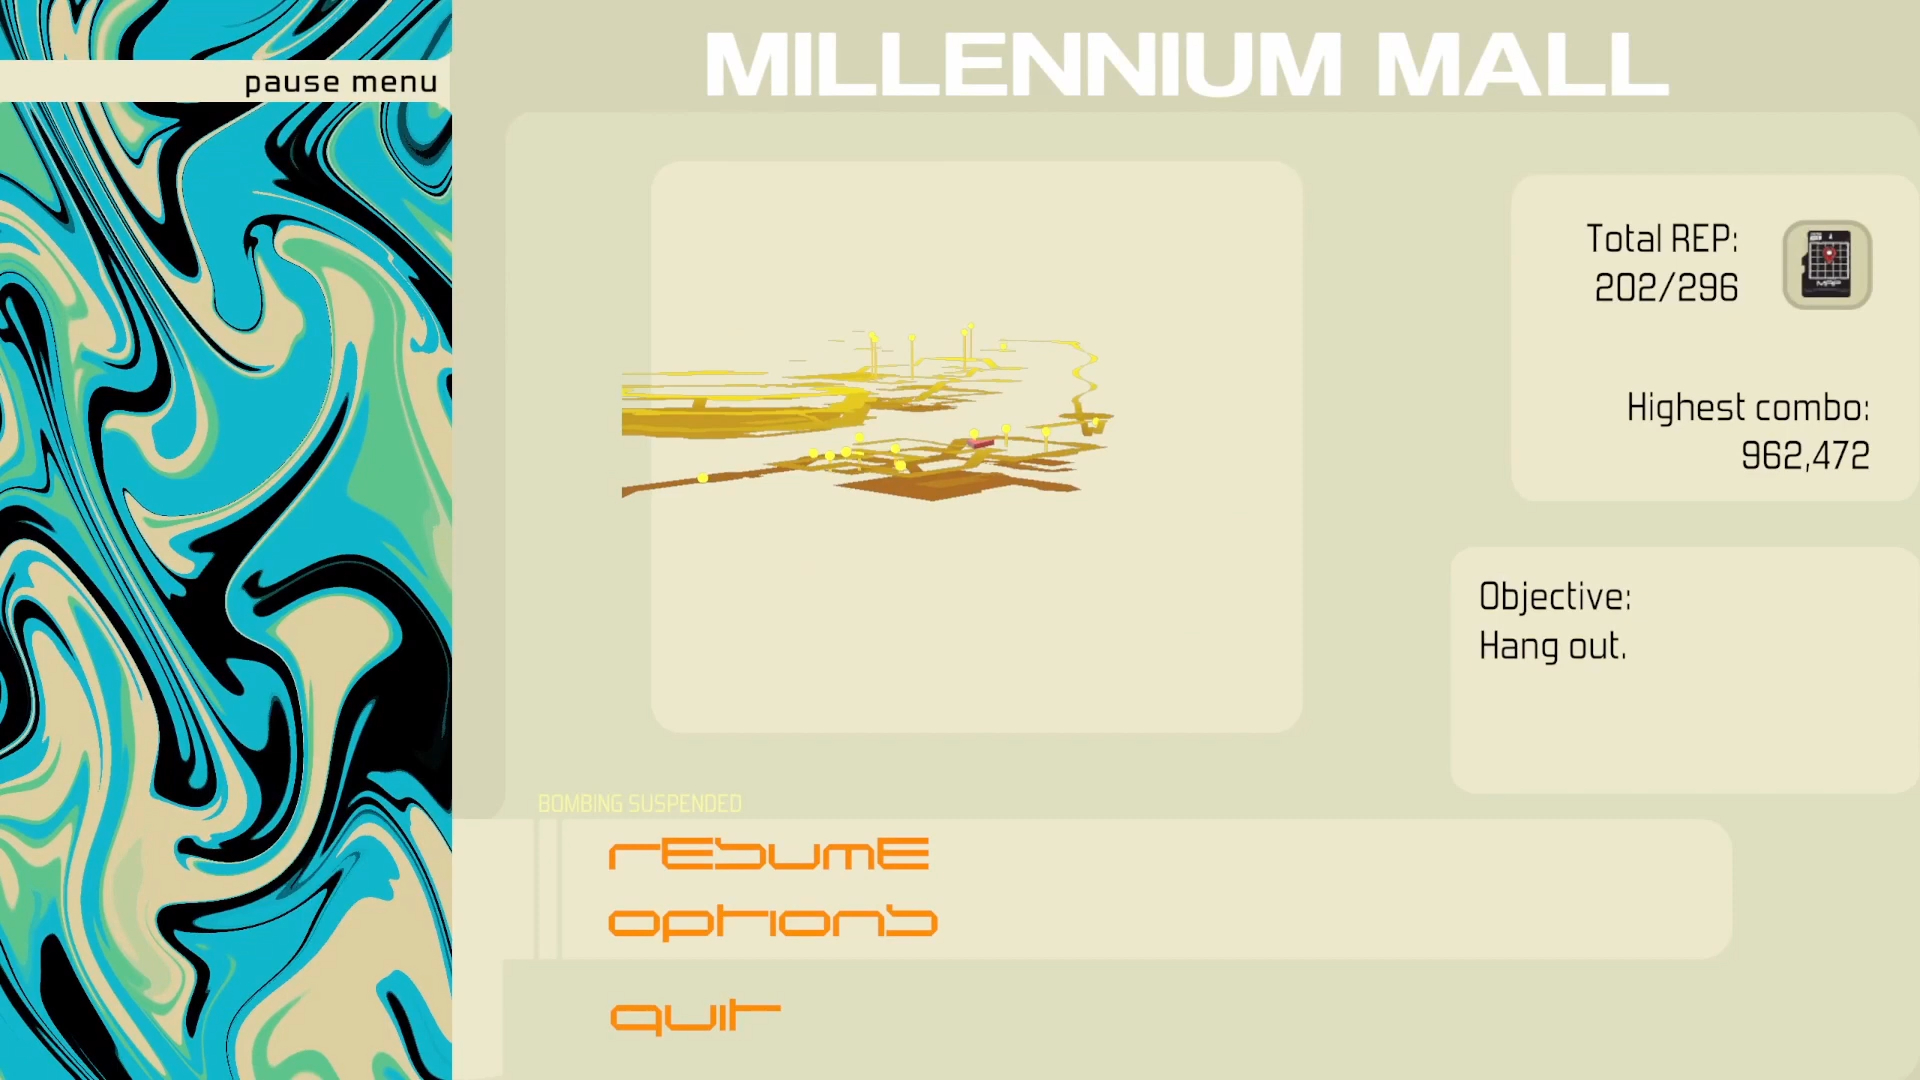 pause menu
MILLENNIUM MALL
Total REP:
202/296
MAP
Highest combo:
962,472
Objective:
Hang out.
BOMBING SUSPENDED
resume
options
quit